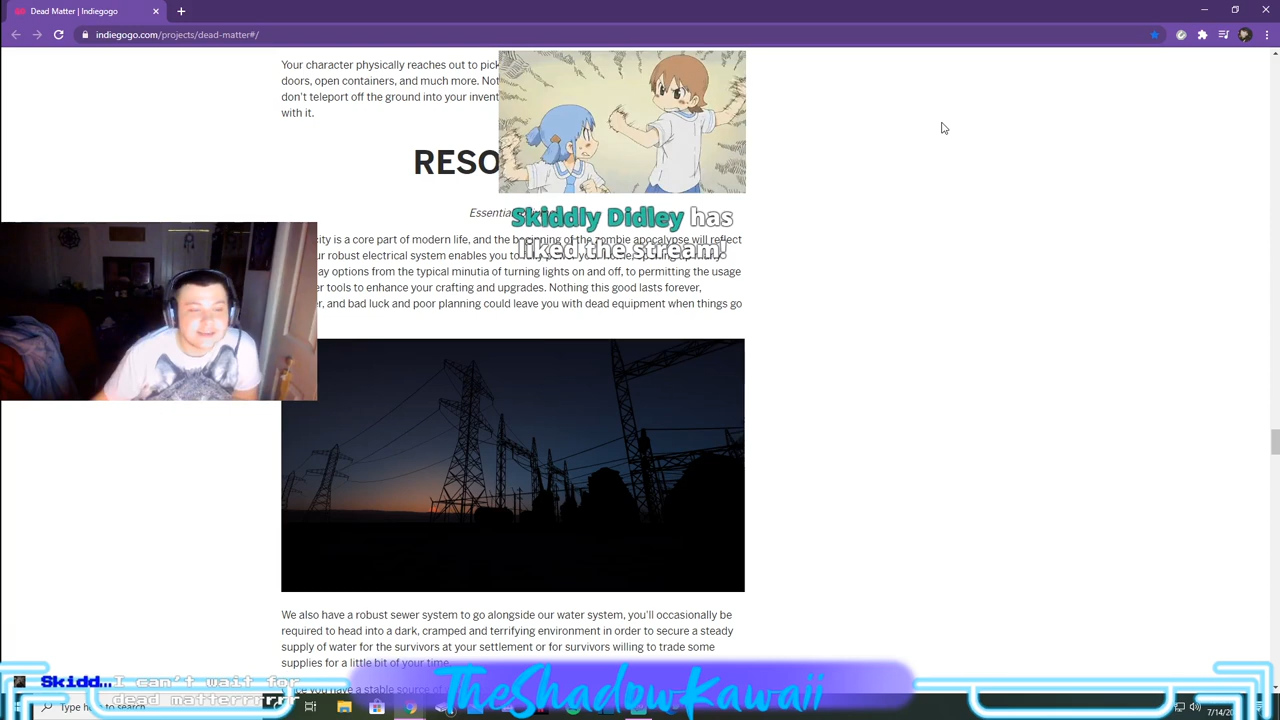 Dead Matter | Indiegogo
indiegogo.com/projects/dead-matter#/
Your character physically reaches out to pick
doors, open containers, and much more. Not
don't teleport off the ground into your invent
with it.
RESO
Essential
Skiddly Didley has
liked the stream!
city is a core part of modern life, and the beginning of the zombie apocalypse will reflect
ur robust electrical system enables you to
ay options from the typical minutia of turning lights on and off, to permitting the usage
er tools to enhance your crafting and upgrades. Nothing this good lasts forever,
er, and bad luck and poor planning could leave you with dead equipment when things go
We also have a robust sewer system to go alongside our water system, you'll occasionally be
required to head into a dark, cramped and terrifying environment in order to secure a steady
supply of water for the survivors at your settlement or for survivors willing to trade some
supplies for a little bit of your time.
you have a stable source of
Skidd... I can't wait for
dead matterrrrrr
TheShadowKawaii
Type here to search
7/14/20